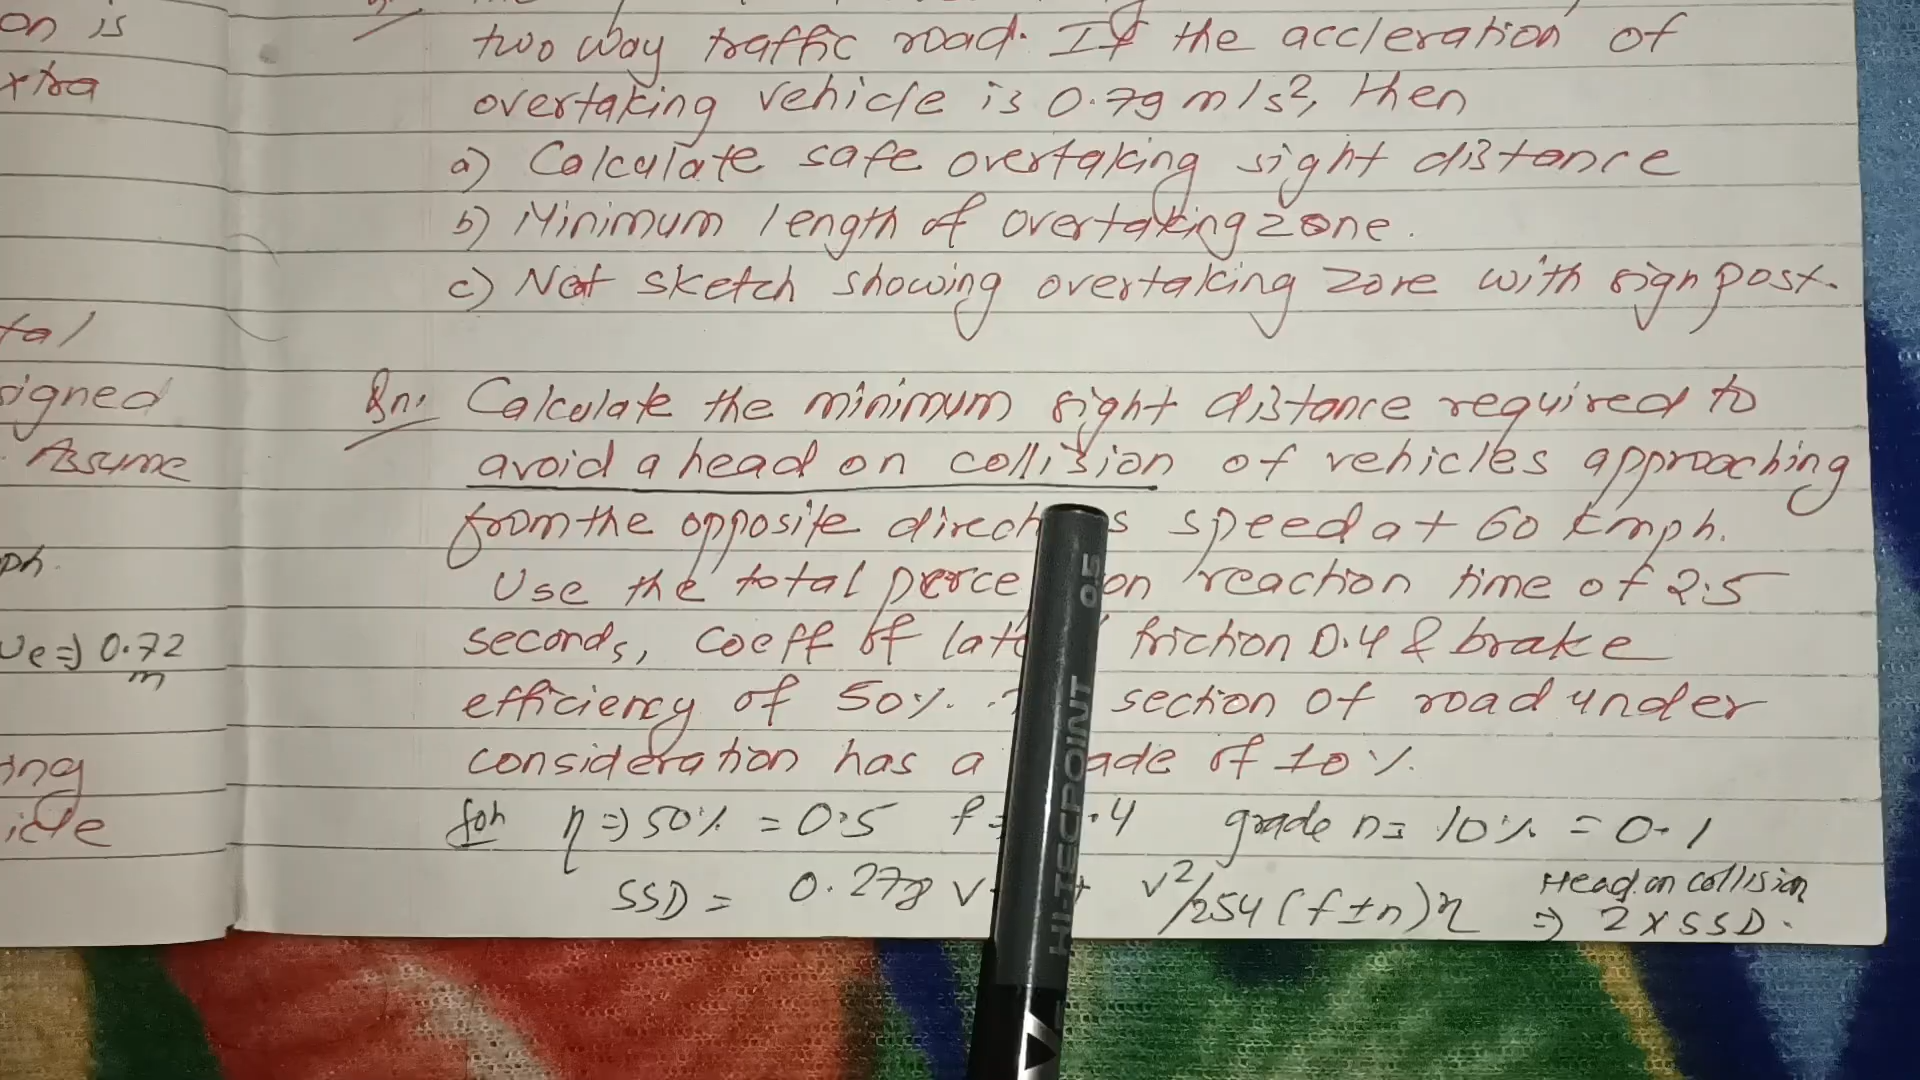 on is
xtra
tal
signed
Assume
ph.
Ue => 0.72
m
ing
icle
two way traffic road. If the accleration of
overtaking vehicle is 0.79 m/s2, then
a) Calculate safe overtaking sight distance
b) Minimum length of overtaking zone.
c) Neat sketch showing overtaking zone with sign post.
Qn. Calculate the minimum sight distance required to
avoid a head on collision of vehicles approaching
from the opposite direct s speed at 60 kmph.
Use the total perce on reaction time of 2.5
seconds, coeff of lat friction 0.4 & brake
efficiency of 50%. section of road under
consideration has a ade of 10%.
Soln η => 50% = 0.5 f = .4 grade n = 10% = 0.1
SSD = 0.278 V + v²/254(f±n)η Head on collision
=> 2 x SSD.
HI-TECPOINT 0.5